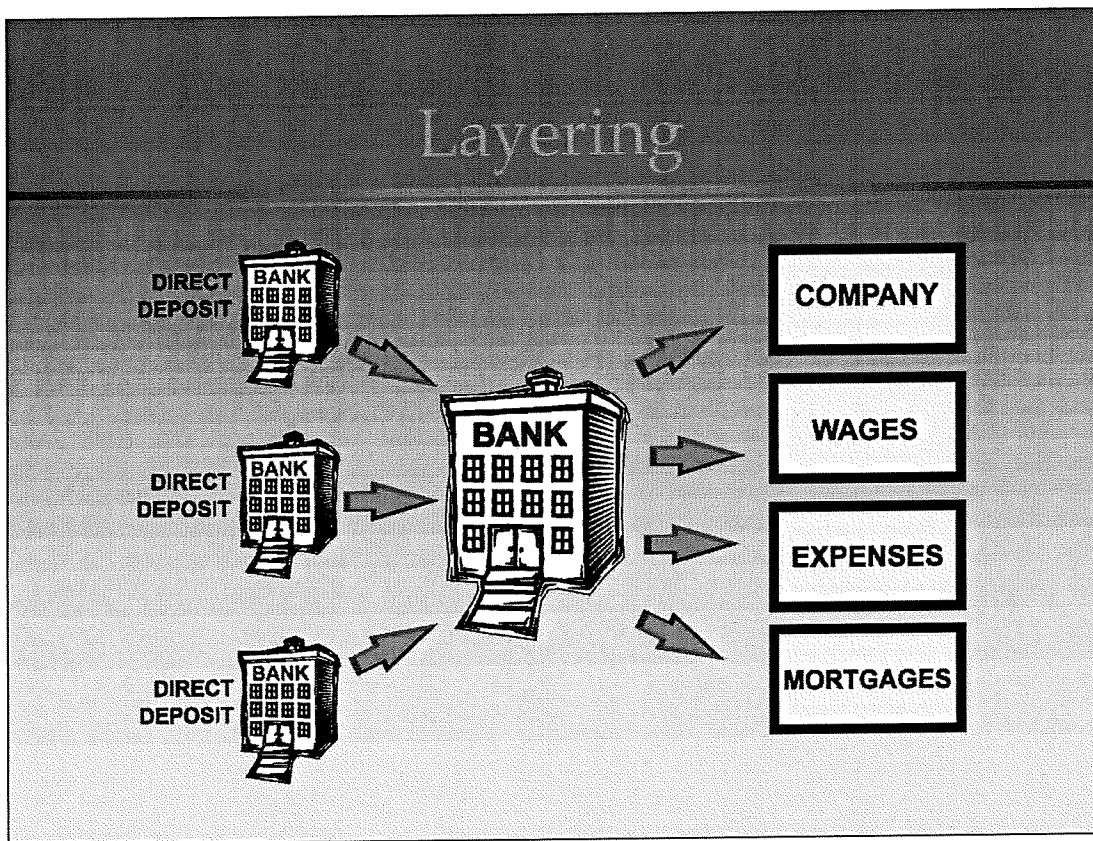 Layering
DIRECT
DEPOSIT
BANK
DIRECT
DEPOSIT
BANK
DIRECT
DEPOSIT
BANK
BANK
COMPANY
WAGES
EXPENSES
MORTGAGES